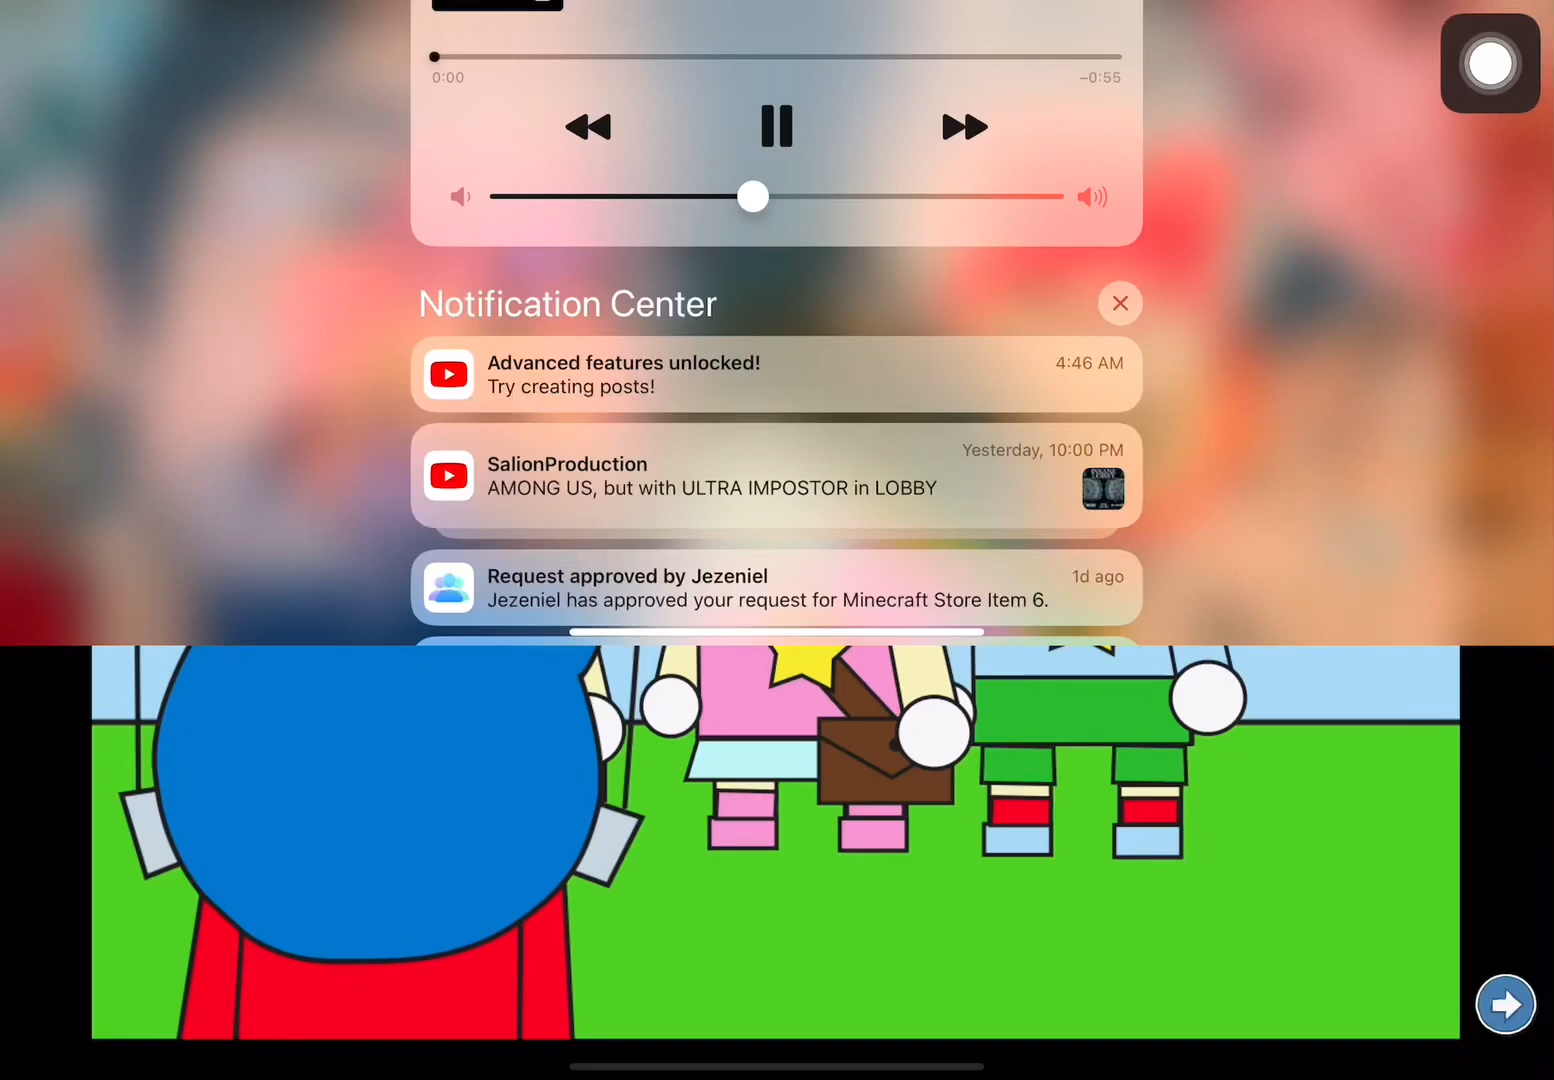 0:00
−0:55
Notification Center
Advanced features unlocked!
4:46 AM
Try creating posts!
Yesterday, 10:00 PM
SalionProduction
AMONG US, but with ULTRA IMPOSTOR in LOBBY
Request approved by Jezeniel
1d ago
Jezeniel has approved your request for Minecraft Store Item 6.